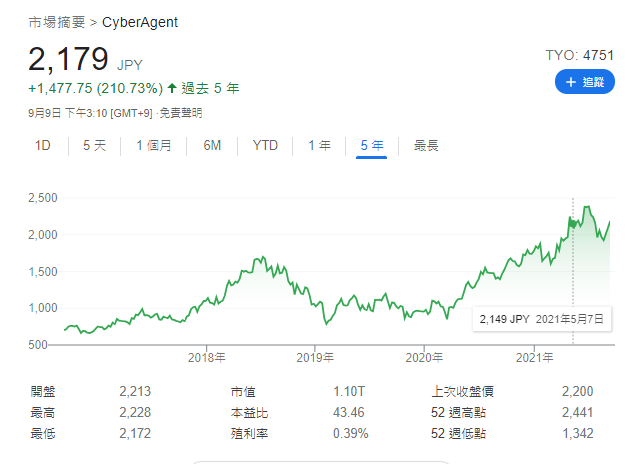 市場摘要 > CyberAgent
2,179 JPY
TYO: 4751
+1,477.75 (210.73%) 過去 5 年
追蹤
9月9日 下午3:10 [GMT+9] ·免責聲明
1D 5 天 1 個月 6M YTD 1 年 5 年 最長
2,500
2,000
1,500
1,000
500
2,149 JPY 2021年5月7日
2018年 2019年 2020年 2021年
開盤 2,213 市值 1.10T 上次收盤價 2,200
最高 2,228 本益比 43.46 52 週高點 2,441
最低 2,172 殖利率 0.39% 52 週低點 1,342